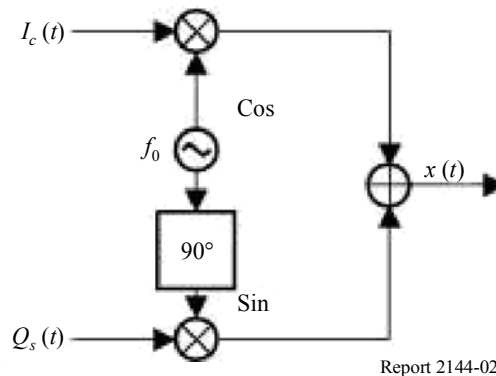 I_c (t)
Cos
f_0
x (t)
90°
Sin
Q_s (t)
Report 2144-02